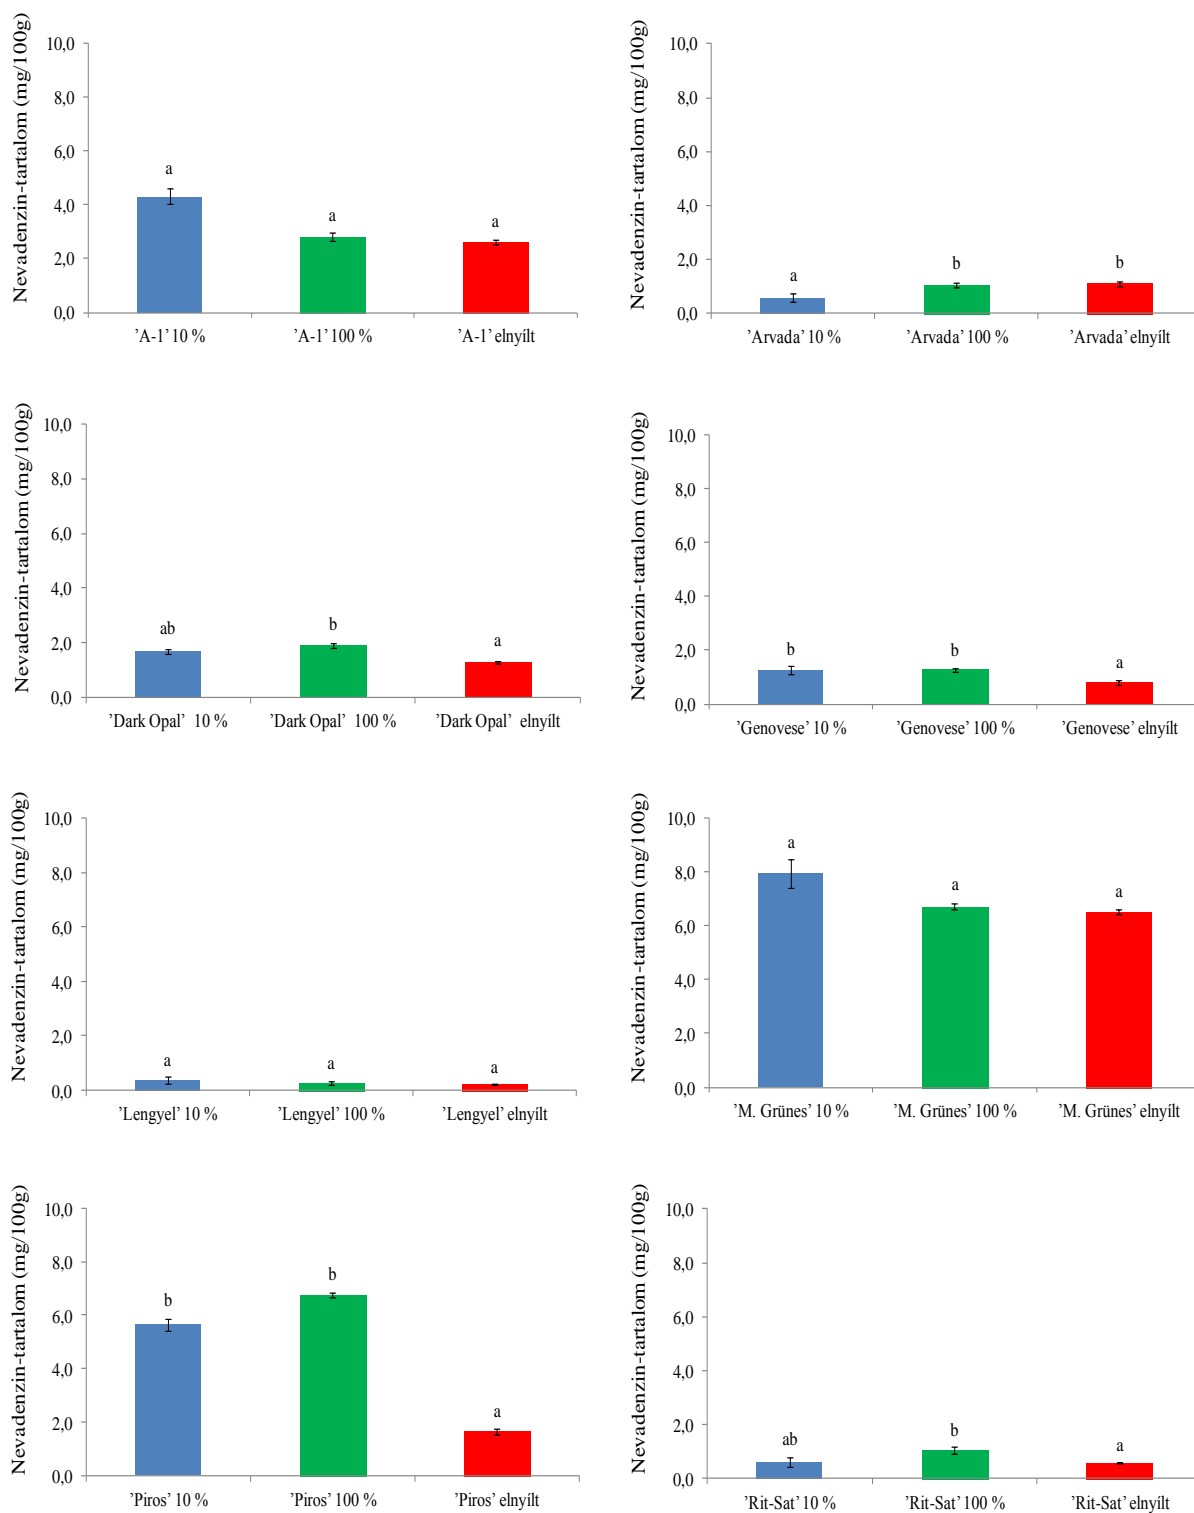 Nevadenzin-tartalom (mg/100g)
10,0
8,0
6,0
4,0
2,0
0,0
a
a
a
’A-1’ 10 %
’A-1’ 100 %
’A-1’ elnyílt
Nevadenzin-tartalom (mg/100g)
10,0
8,0
6,0
4,0
2,0
0,0
a
b
b
’Arvada’ 10 %
’Arvada’ 100 %
’Arvada’ elnyílt
Nevadenzin-tartalom (mg/100g)
10,0
8,0
6,0
4,0
2,0
0,0
ab
b
a
’Dark Opal’ 10 %
’Dark Opal’ 100 %
’Dark Opal’ elnyílt
Nevadenzin-tartalom (mg/100g)
10,0
8,0
6,0
4,0
2,0
0,0
b
b
a
’Genovese’ 10 %
’Genovese’ 100 %
’Genovese’ elnyílt
Nevadenzin-tartalom (mg/100g)
10,0
8,0
6,0
4,0
2,0
0,0
a
a
a
’Lengyel’ 10 %
’Lengyel’ 100 %
’Lengyel’ elnyílt
Nevadenzin-tartalom (mg/100g)
10,0
8,0
6,0
4,0
2,0
0,0
a
a
a
’M. Grünes’ 10 %
’M. Grünes’ 100 %
’M. Grünes’ elnyílt
Nevadenzin-tartalom (mg/100g)
10,0
8,0
6,0
4,0
2,0
0,0
b
b
a
’Piros’ 10 %
’Piros’ 100 %
’Piros’ elnyílt
Nevadenzin-tartalom (mg/100g)
10,0
8,0
6,0
4,0
2,0
0,0
ab
b
a
’Rit-Sat’ 10 %
’Rit-Sat’ 100 %
’Rit-Sat’ elnyílt